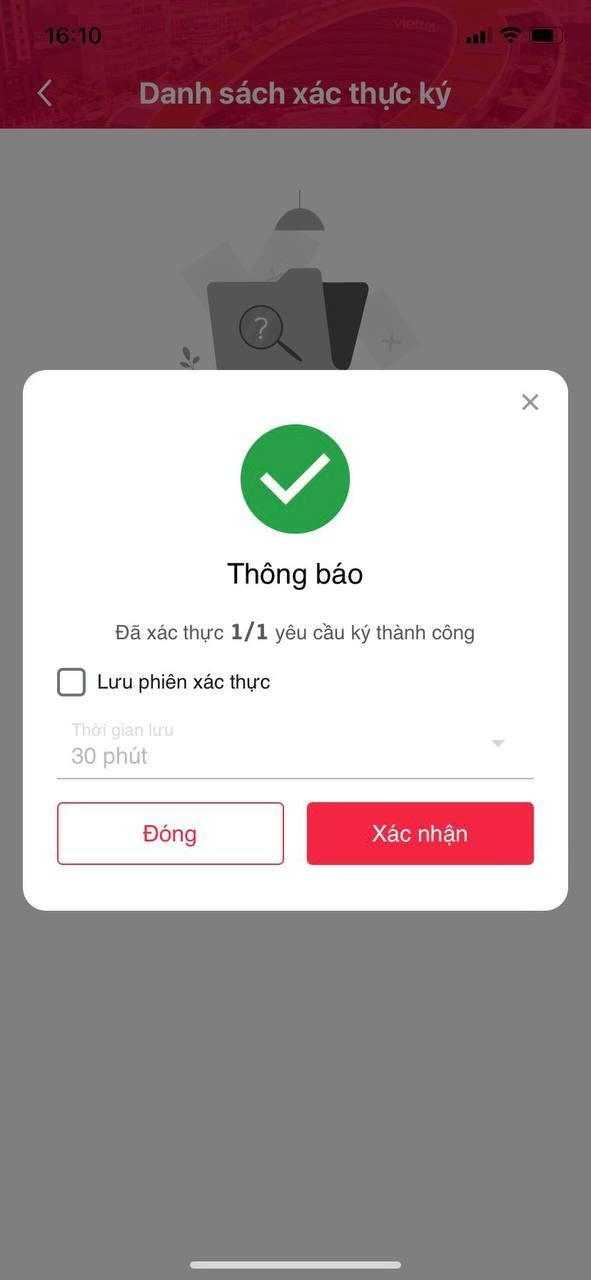 16:10
viettel
Danh sách xác thực ký
?
Thông báo
Đã xác thực 1/1 yêu cầu ký thành công
Lưu phiên xác thực
Thời gian lưu
30 phút
Đóng
Xác nhận